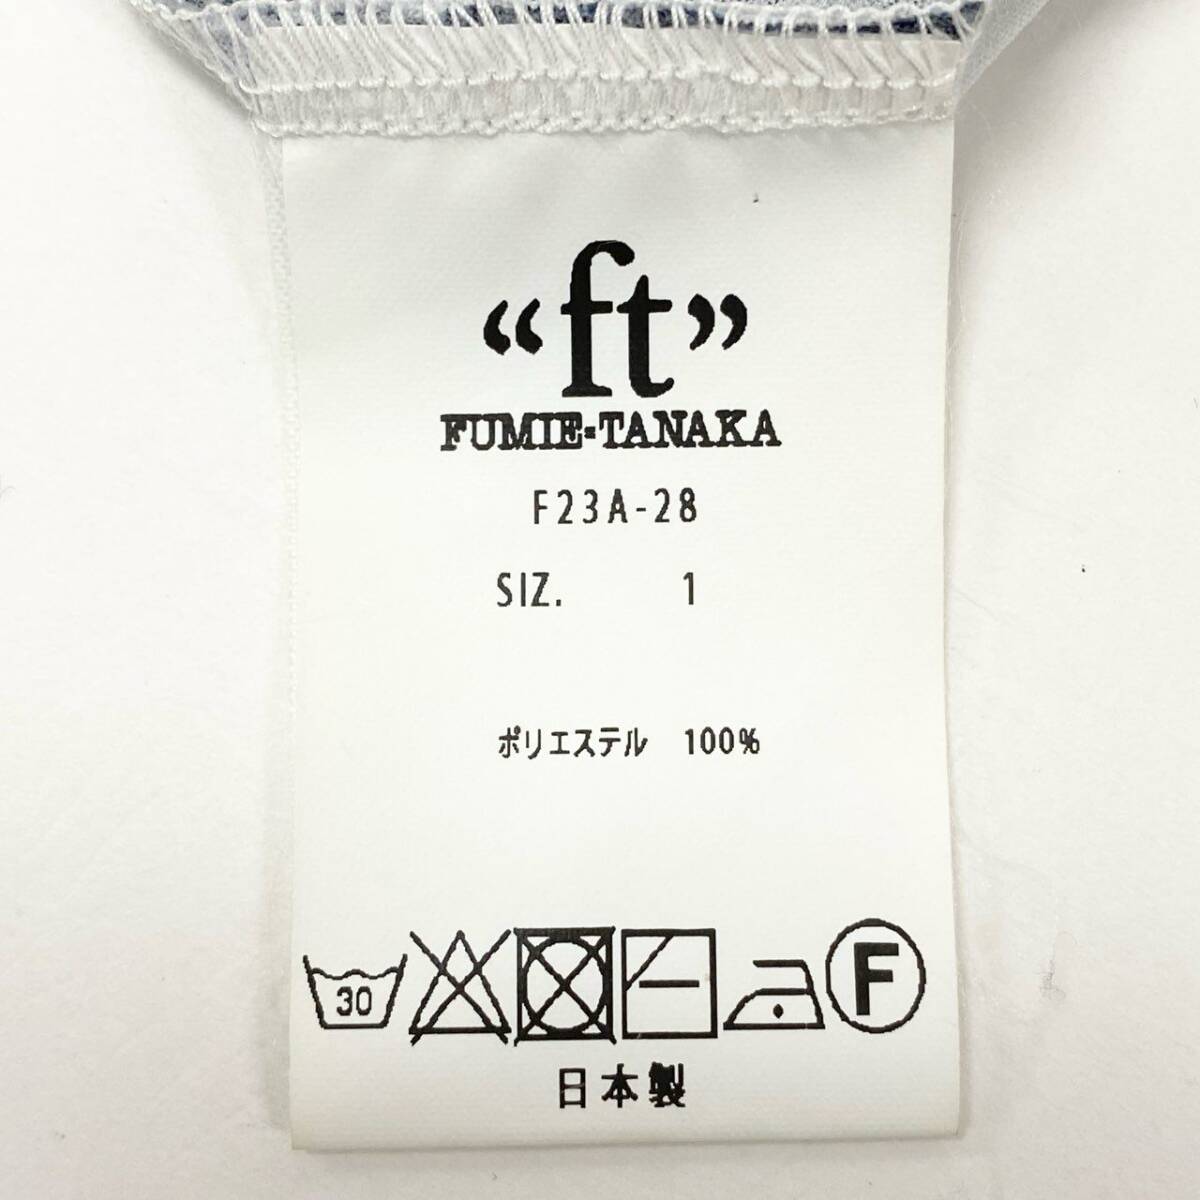 “ft”
FUMIE=TANAKA
F23A-28
SIZ. 1
ポリエステル 100%
30
F
日本製